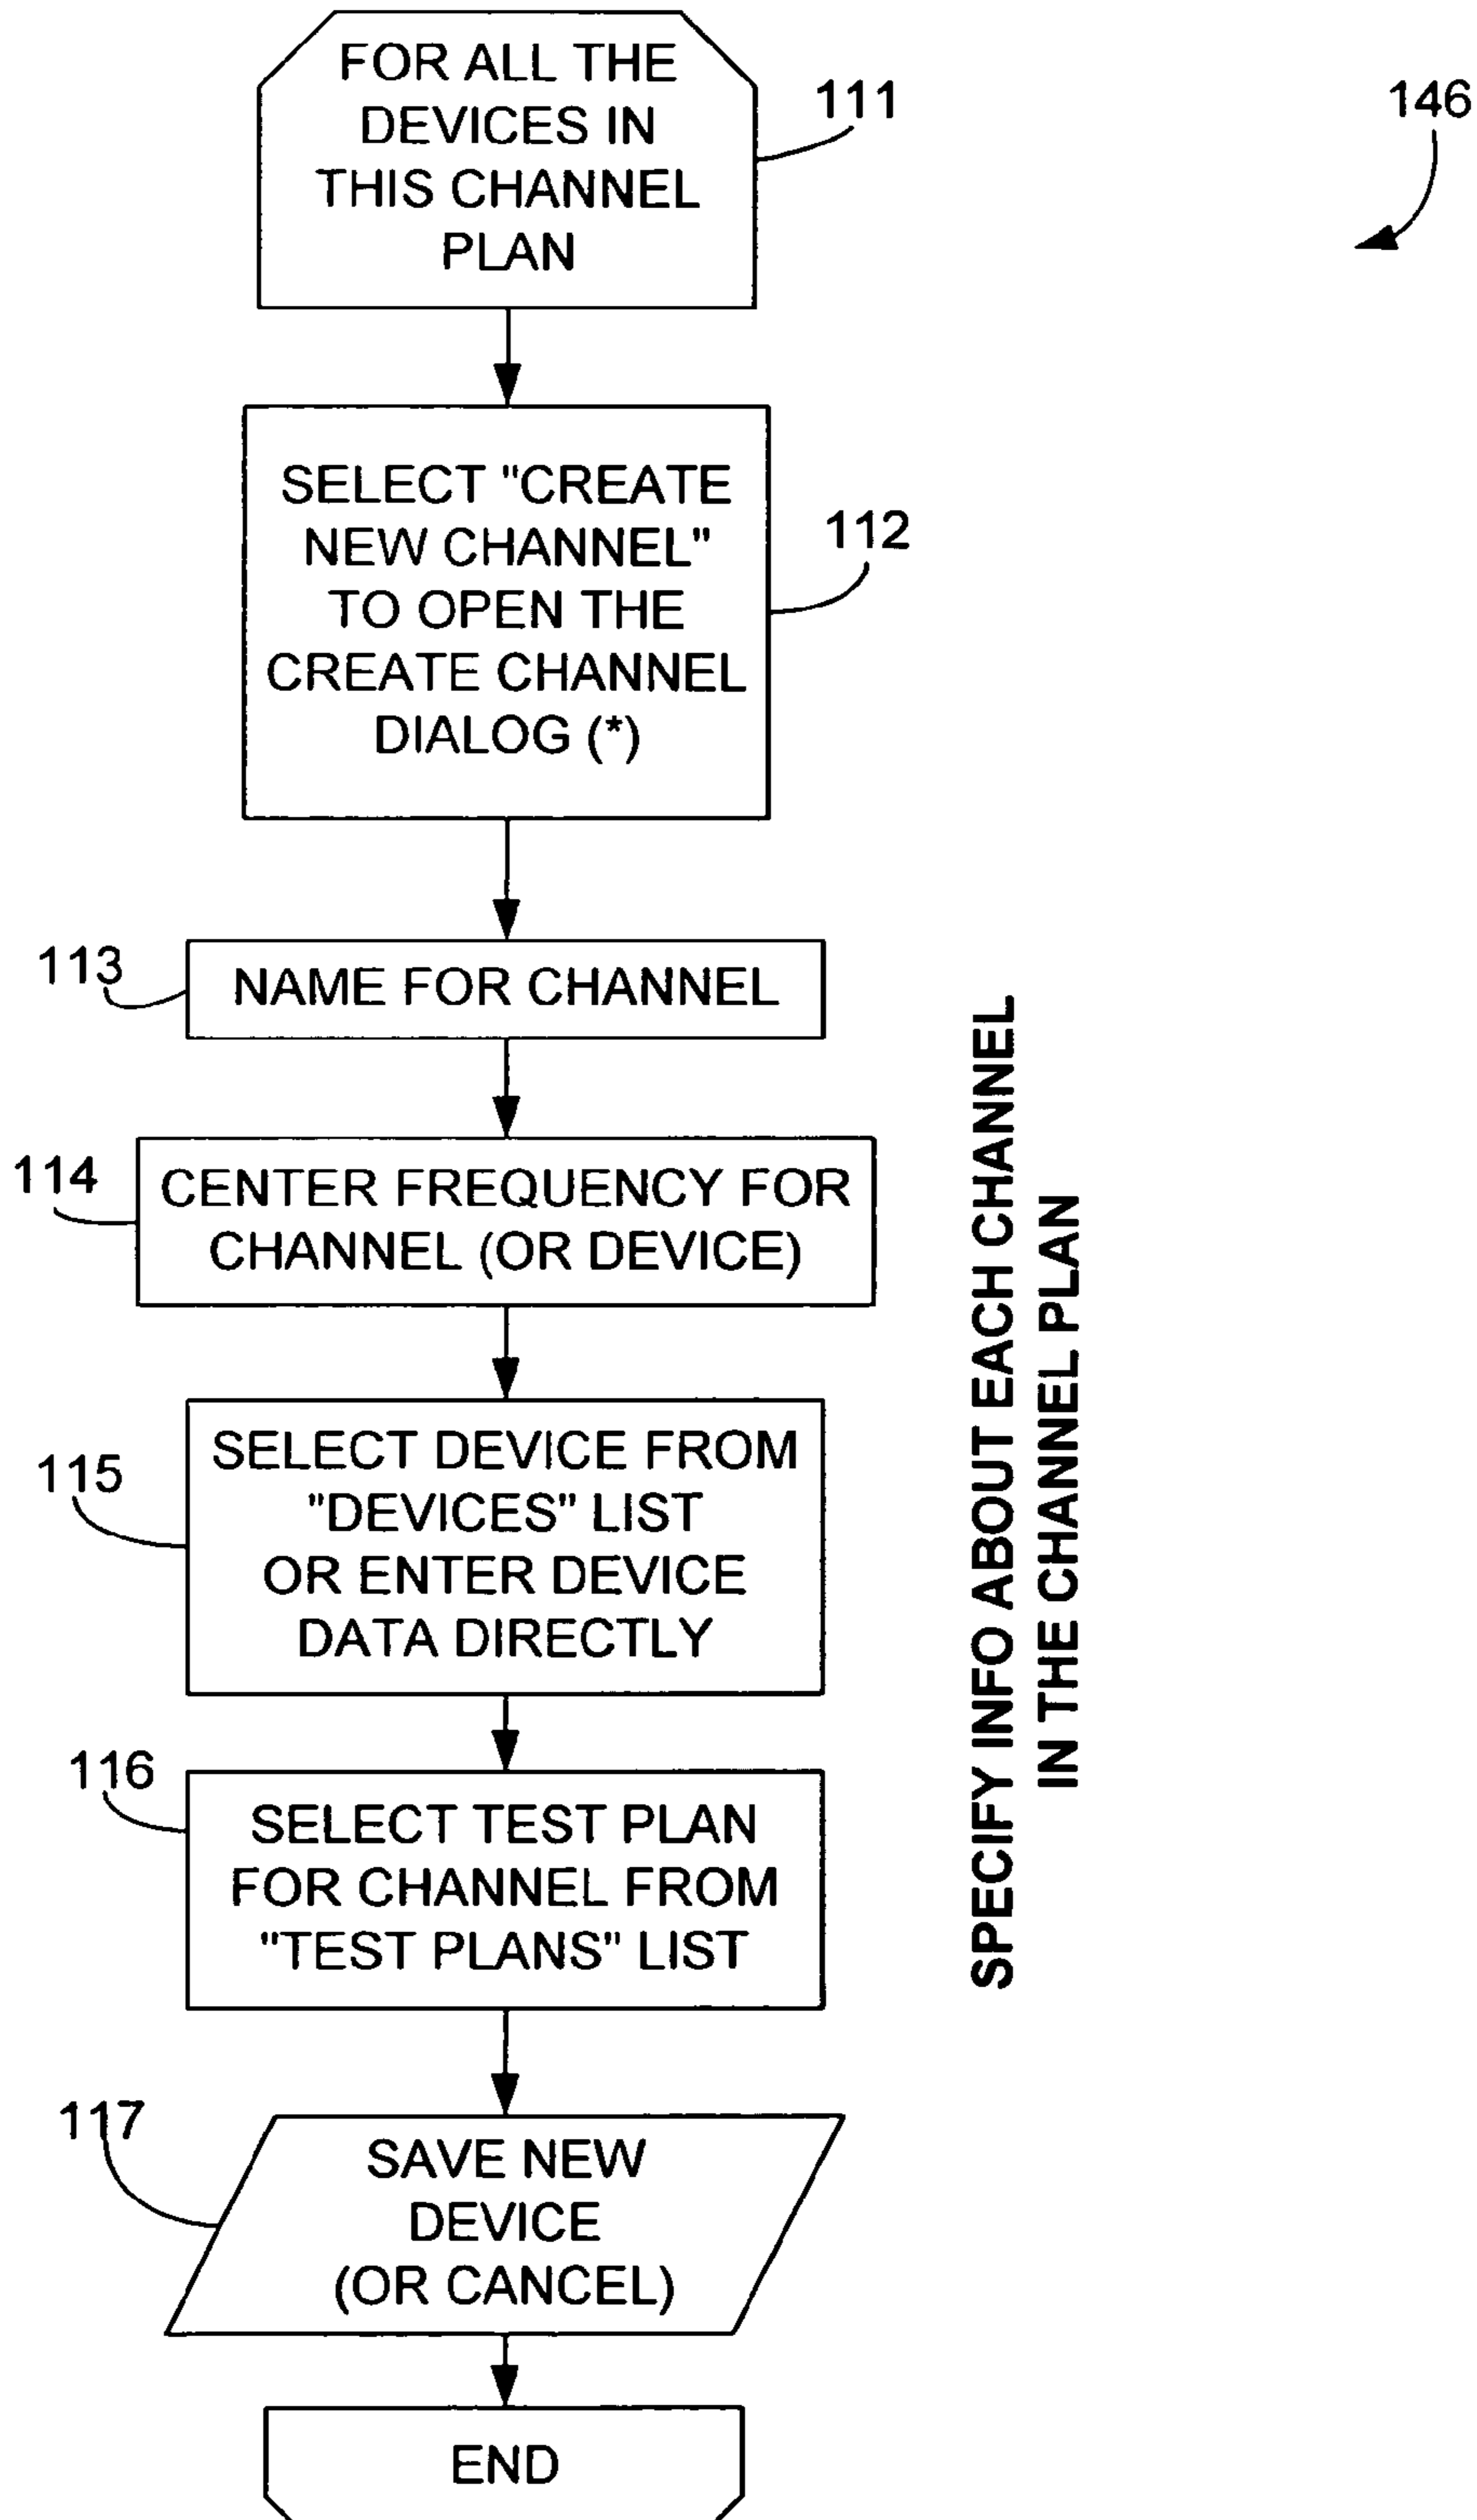 FOR ALL THE
DEVICES IN
THIS CHANNEL
PLAN
111
146
SELECT "CREATE
NEW CHANNEL"
TO OPEN THE
CREATE CHANNEL
DIALOG (*)
112
113
NAME FOR CHANNEL
114
CENTER FREQUENCY FOR
CHANNEL (OR DEVICE)
115
SELECT DEVICE FROM
"DEVICES" LIST
OR ENTER DEVICE
DATA DIRECTLY
116
SELECT TEST PLAN
FOR CHANNEL FROM
"TEST PLANS" LIST
117
SAVE NEW
DEVICE
(OR CANCEL)
END
SPECIFY INFO ABOUT EACH CHANNEL
IN THE CHANNEL PLAN